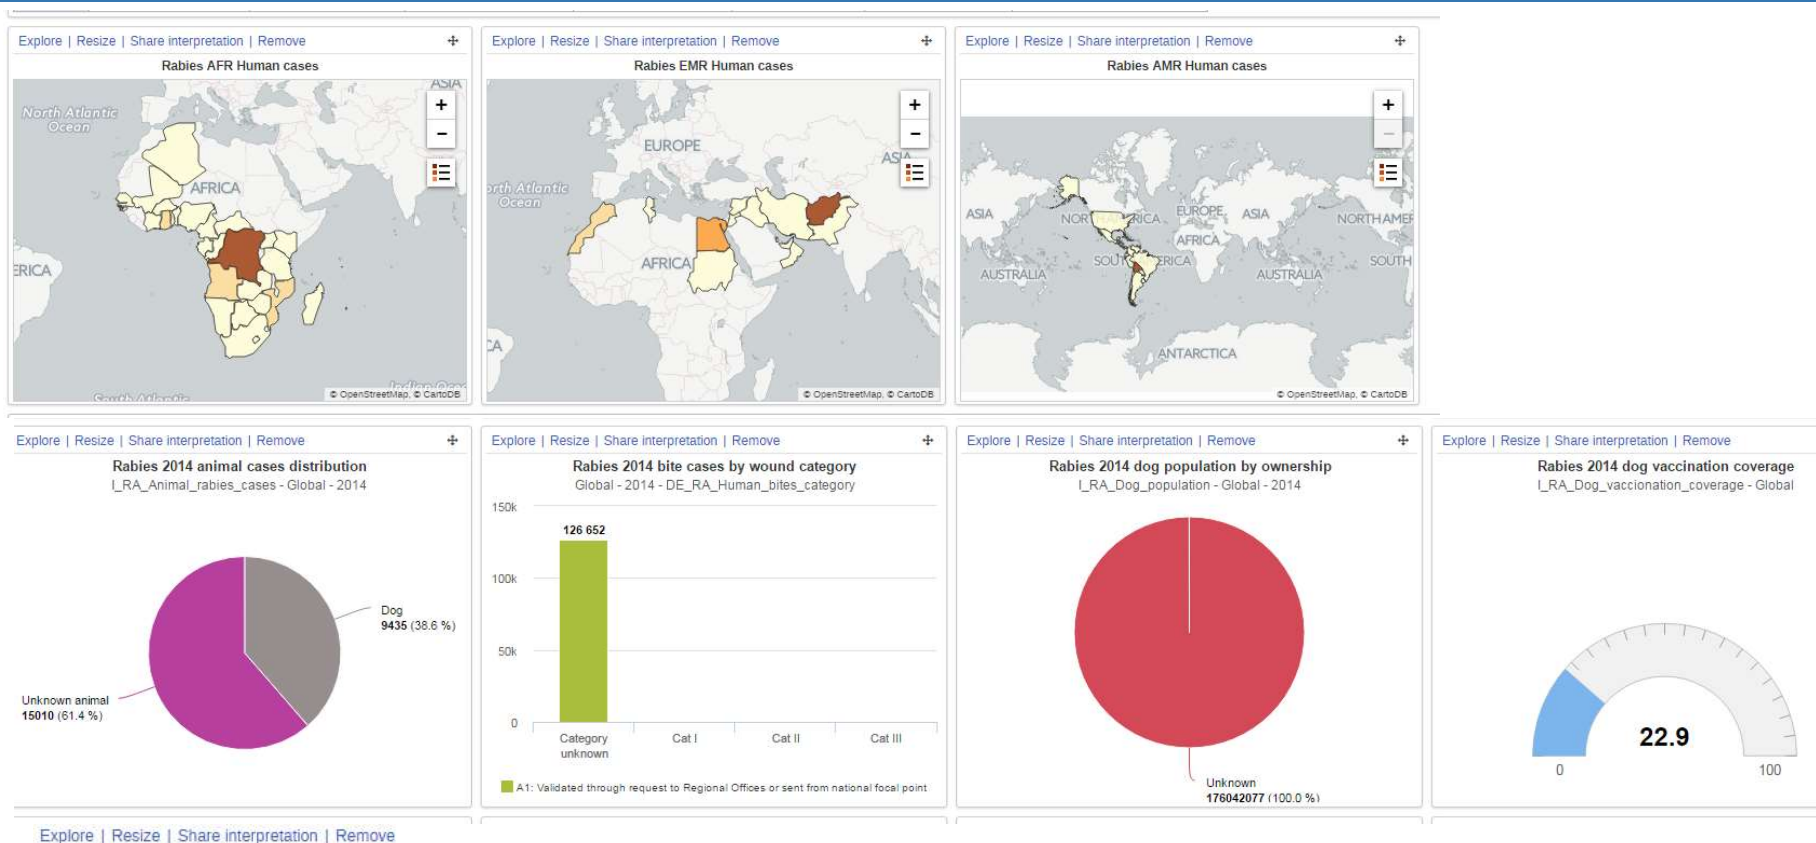 Explore | Resize | Share interpretation | Remove
Rabies AFR Human cases
ASIA
North Atlantic
Ocean
+
−
AFRICA
ERICA
© OpenStreetMap, © CartoDB
Explore | Resize | Share interpretation | Remove
Rabies EMR Human cases
EUROPE
ASIA
orth Atlantic
Ocean
+
−
AFRICA
CA
© OpenStreetMap, © CartoDB
Explore | Resize | Share interpretation | Remove
Rabies AMR Human cases
+
−
ASIA
EUROPE
ASIA
NORTH AMER
AFRICA
SOUTH
AUSTRALIA
AUSTRALIA
ANTARCTICA
© OpenStreetMap, © CartoDB
Explore | Resize | Share interpretation | Remove
Rabies 2014 animal cases distribution
I_RA_Animal_rabies_cases - Global - 2014
Dog
9435 (38.6 %)
Unknown animal
15010 (61.4 %)
Explore | Resize | Share interpretation | Remove
Rabies 2014 bite cases by wound category
Global - 2014 - DE_RA_Human_bites_category
150k
126 652
100k
50k
0
Category
unknown
Cat I
Cat II
Cat III
A1: Validated through request to Regional Offices or sent from national focal point
Explore | Resize | Share interpretation | Remove
Rabies 2014 dog population by ownership
I_RA_Dog_population - Global - 2014
Unknown
176042077 (100.0 %)
Explore | Resize | Share interpretation | Remove
Rabies 2014 dog vaccination coverage
I_RA_Dog_vaccionation_coverage - Global
22.9
0
100
Explore | Resize | Share interpretation | Remove